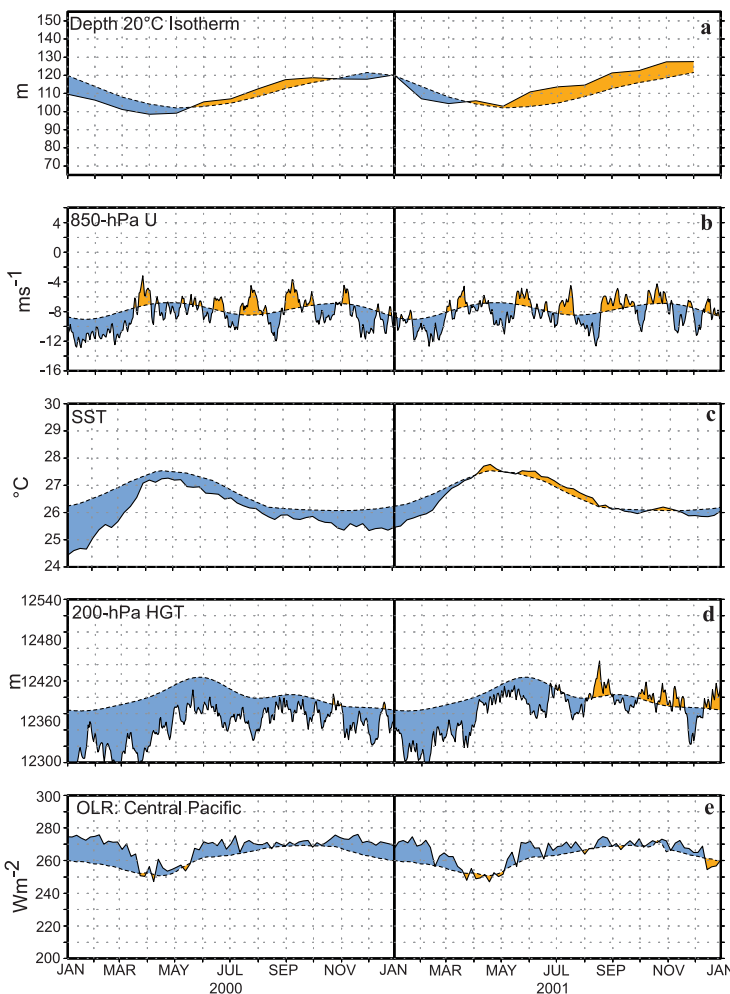 Depth 20°C Isotherm
a
150
140
130
120
110
100
90
80
70
m
850-hPa U
b
4
0
-4
-8
-12
-16
ms-1
SST
c
30
29
28
27
26
25
24
°C
200-hPa HGT
d
12540
12480
12420
12360
12300
m
OLR: Central Pacific
e
300
280
260
240
220
200
Wm-2
JAN MAR MAY JUL SEP NOV JAN MAR MAY JUL SEP NOV JAN
2000 2001